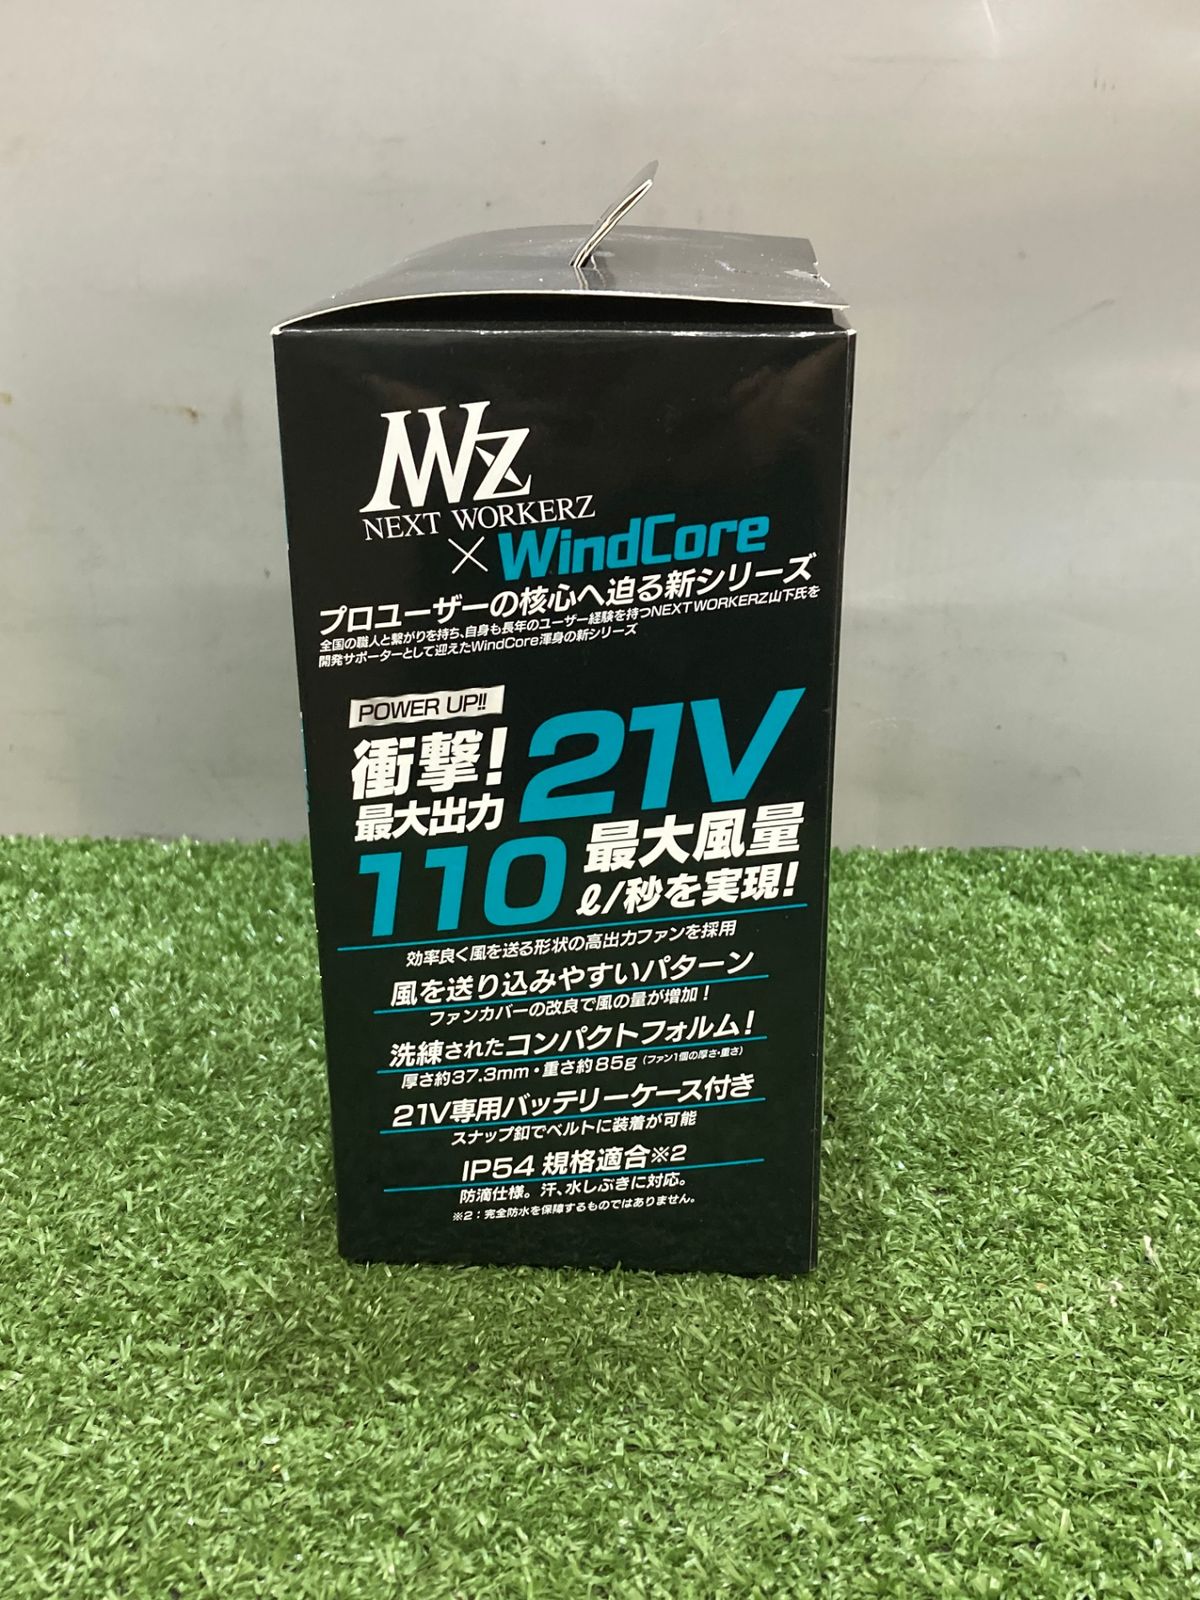 NWZ
NEXT WORKERZ
×WindCore
プロユーザーの核心へ迫る新シリーズ
全国の職人と繋がりを持ち、自身も長年のユーザー経験を持つNEXT WORKERZ山下氏を
開発サポーターとして迎えたWindCore渾身の新シリーズ
POWER UP!!
衝撃!
最大出力 21V
110 最大風量
ℓ/秒を実現!
効率良く風を送る形状の高出力ファンを採用
風を送り込みやすいパターン
ファンカバーの改良で風の量が増加!
洗練されたコンパクトフォルム!
厚さ約37.3mm・重さ約85g(ファン1個の厚さ・重さ)
21V専用バッテリーケース付き
スナップ釦でベルトに装着が可能
IP54 規格適合※2
防滴仕様。汗、水しぶきに対応。
※2:完全防水を保障するものではありません。